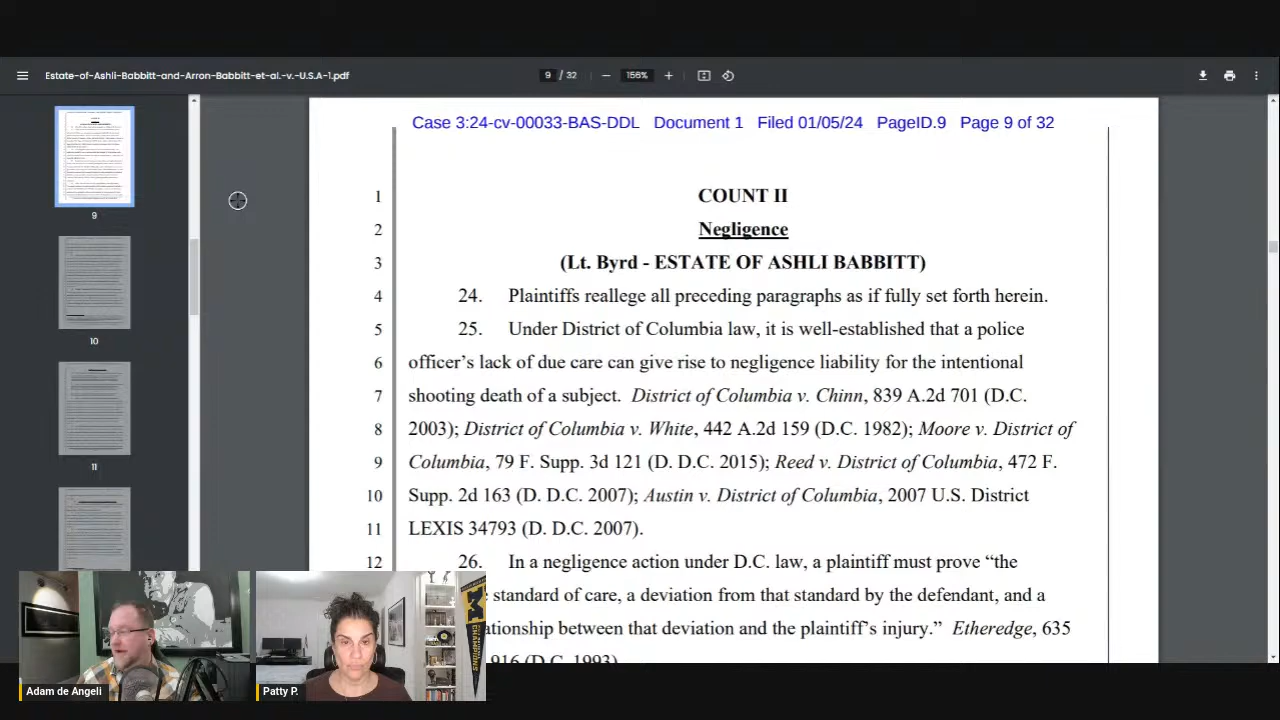 Estate-of-Ashli-Babbitt-and-Arron-Babbitt-et-al.-v.-U.S.A-1.pdf
9 / 32
156%
Case 3:24-cv-00033-BAS-DDL Document 1 Filed 01/05/24 PageID.9 Page 9 of 32
1 COUNT II
2 Negligence
3 (Lt. Byrd - ESTATE OF ASHLI BABBITT)
4 24. Plaintiffs reallege all preceding paragraphs as if fully set forth herein.
5 25. Under District of Columbia law, it is well-established that a police
6 officer’s lack of due care can give rise to negligence liability for the intentional
7 shooting death of a subject. District of Columbia v. Chinn, 839 A.2d 701 (D.C.
8 2003); District of Columbia v. White, 442 A.2d 159 (D.C. 1982); Moore v. District of
9 Columbia, 79 F. Supp. 3d 121 (D. D.C. 2015); Reed v. District of Columbia, 472 F.
10 Supp. 2d 163 (D. D.C. 2007); Austin v. District of Columbia, 2007 U.S. District
11 LEXIS 34793 (D. D.C. 2007).
12 26. In a negligence action under D.C. law, a plaintiff must prove “the
standard of care, a deviation from that standard by the defendant, and a
between that deviation and the plaintiff’s injury.” Etheredge, 635
916 (D.C. 1993)
9
10
11
CHAMPIONS
Adam de Angeli
Patty P.